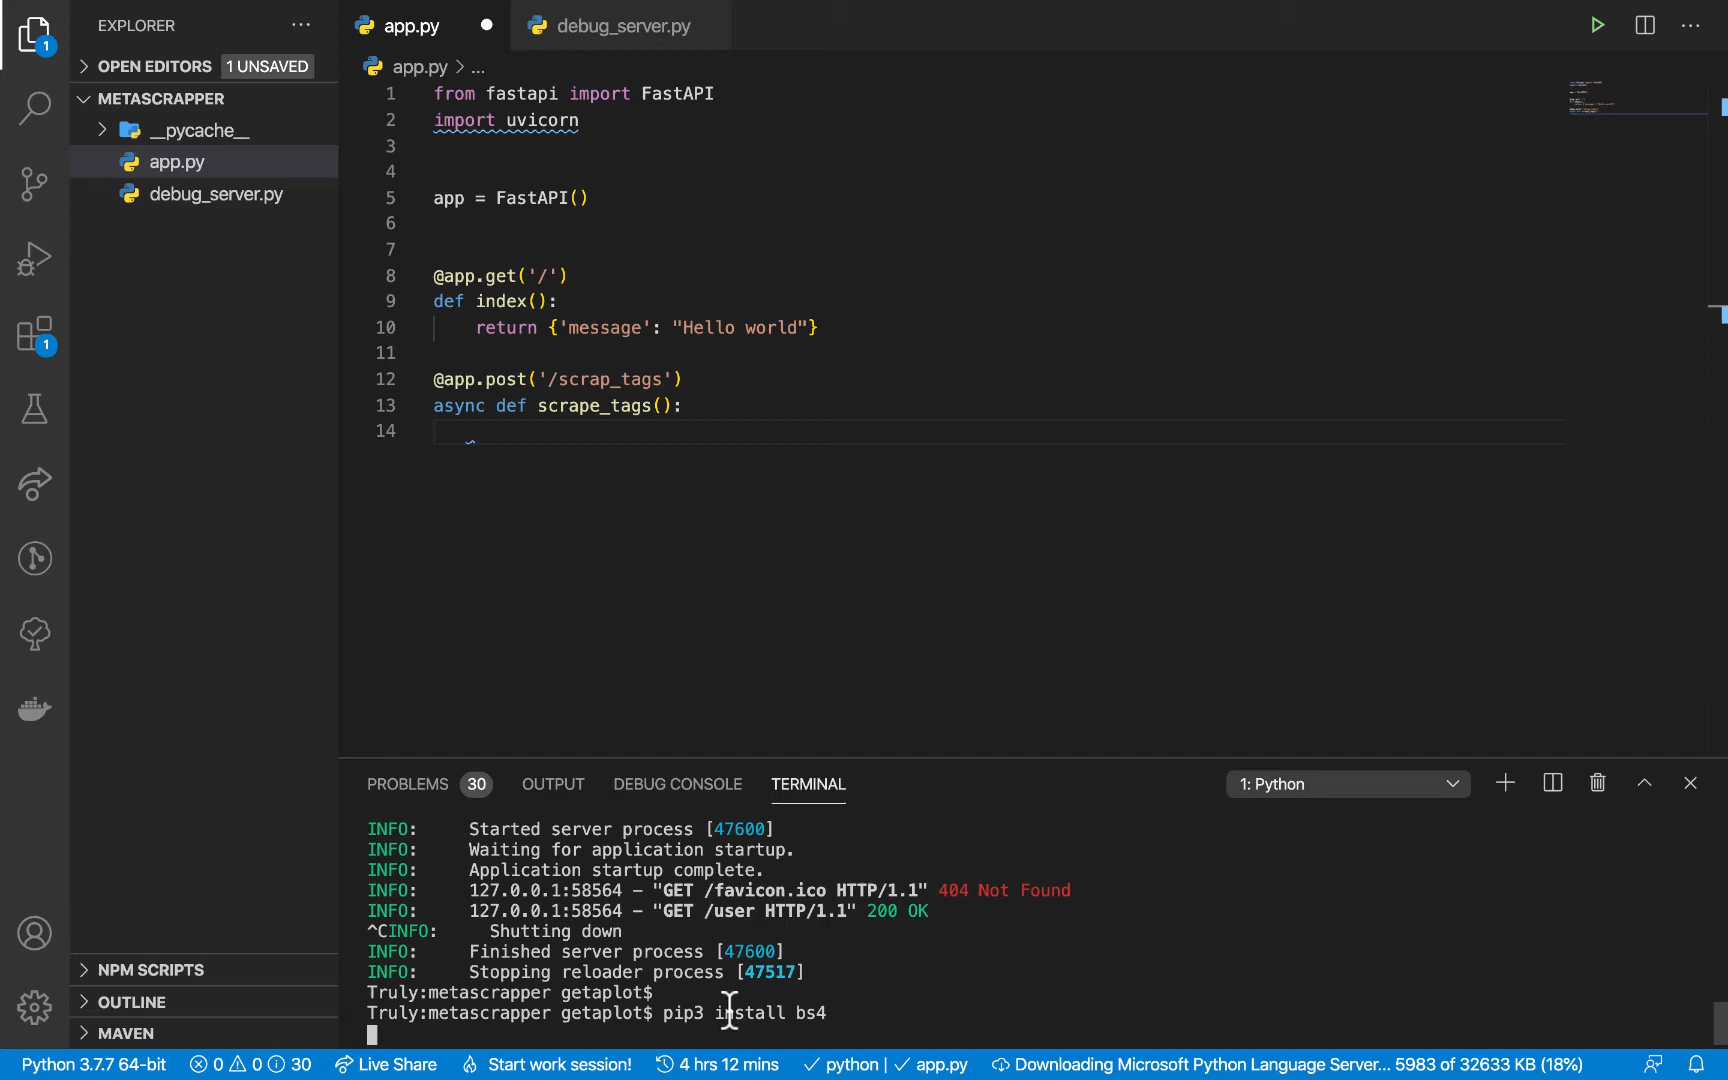 EXPLORER
OPEN EDITORS 1 UNSAVED
METASCRAPPER
__pycache__
app.py
debug_server.py
NPM SCRIPTS
OUTLINE
MAVEN
1
1
app.py
debug_server.py
app.py > ...
1 from fastapi import FastAPI
2 import uvicorn
3
4
5 app = FastAPI()
6
7
8 @app.get('/')
9 def index():
10 return {'message': "Hello world"}
11
12 @app.post('/scrap_tags')
13 async def scrape_tags():
14
PROBLEMS 30 OUTPUT DEBUG CONSOLE TERMINAL 1: Python
INFO: Started server process [47600]
INFO: Waiting for application startup.
INFO: Application startup complete.
INFO: 127.0.0.1:58564 - "GET /favicon.ico HTTP/1.1" 404 Not Found
INFO: 127.0.0.1:58564 - "GET /user HTTP/1.1" 200 OK
^CINFO: Shutting down
INFO: Finished server process [47600]
INFO: Stopping reloader process [47517]
Truly:metascrapper getaplot$
Truly:metascrapper getaplot$ pip3 install bs4
Python 3.7.7 64-bit 0 0 30 Live Share Start work session! 4 hrs 12 mins python | app.py Downloading Microsoft Python Language Server... 5983 of 32633 KB (18%)